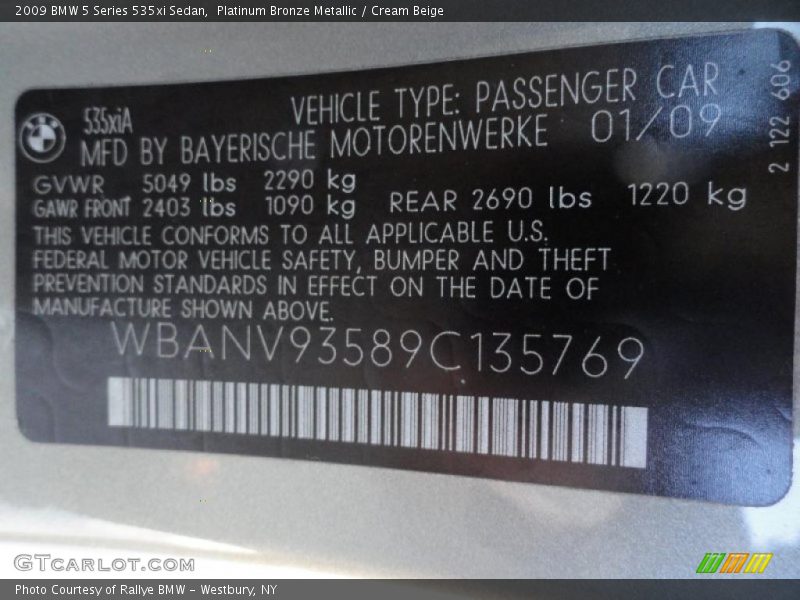 2009 BMW 5 Series 535xi Sedan,  Platinum Bronze Metallic / Cream Beige
535xiA
VEHICLE TYPE: PASSENGER CAR
MFD BY BAYERISCHE MOTORENWERKE 01/09
GVWR 5049 lbs 2290 kg
GAWR FRONT 2403 lbs 1090 kg REAR 2690 lbs 1220 kg
THIS VEHICLE CONFORMS TO ALL APPLICABLE U.S.
FEDERAL MOTOR VEHICLE SAFETY, BUMPER AND THEFT
PREVENTION STANDARDS IN EFFECT ON THE DATE OF
MANUFACTURE SHOWN ABOVE.
WBANV93589C135769
2 122 606
GTCARLOT.COM
Photo Courtesy of Rallye BMW - Westbury, NY